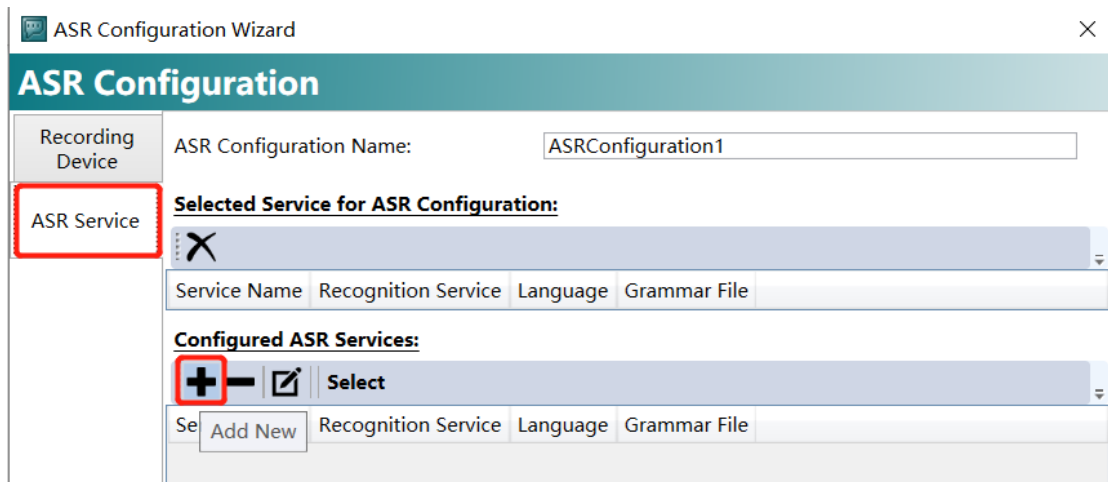 ASR Configuration Wizard
ASR Configuration
Recording
Device
ASR Configuration Name: ASRConfiguration1
ASR Service
Selected Service for ASR Configuration:
Service Name Recognition Service Language Grammar File
Configured ASR Services:
Select
Se Recognition Service Language Grammar File
Add New